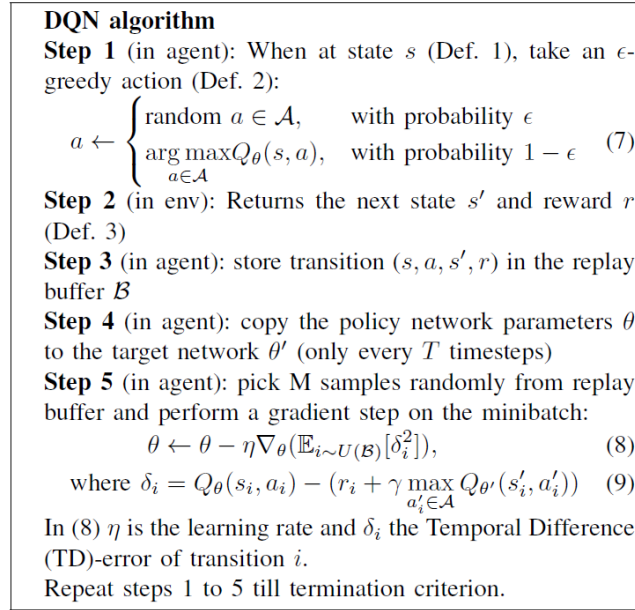 DQN algorithm
Step 1 (in agent): When at state s (Def. 1), take an ϵ-
greedy action (Def. 2):
a ← { random a ∈ 𝒜, with probability ϵ
arg max_{a∈𝒜} Q_θ(s, a), with probability 1 − ϵ (7)
Step 2 (in env): Returns the next state s′ and reward r
(Def. 3)
Step 3 (in agent): store transition (s, a, s′, r) in the replay
buffer ℬ
Step 4 (in agent): copy the policy network parameters θ
to the target network θ′ (only every T timesteps)
Step 5 (in agent): pick M samples randomly from replay
buffer and perform a gradient step on the minibatch:
θ ← θ − η∇_θ(𝔼_{i∼U(ℬ)}[δ_i^2]), (8)
where δ_i = Q_θ(s_i, a_i) − (r_i + γ max_{a′_i∈𝒜} Q_{θ′}(s′_i, a′_i)) (9)
In (8) η is the learning rate and δ_i the Temporal Difference
(TD)-error of transition i.
Repeat steps 1 to 5 till termination criterion.